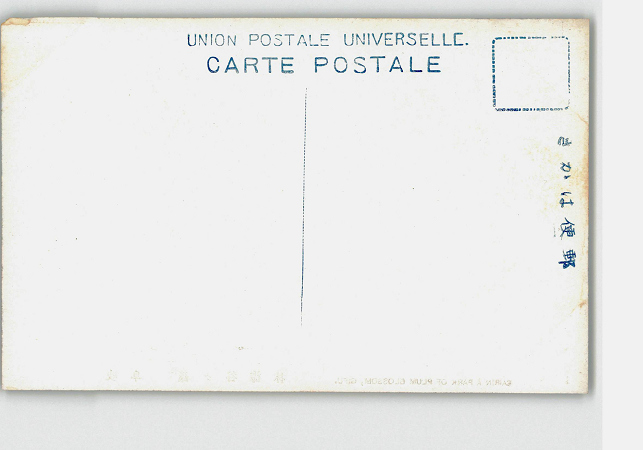 UNION POSTALE UNIVERSELLE.
CARTE POSTALE
きかは便郵